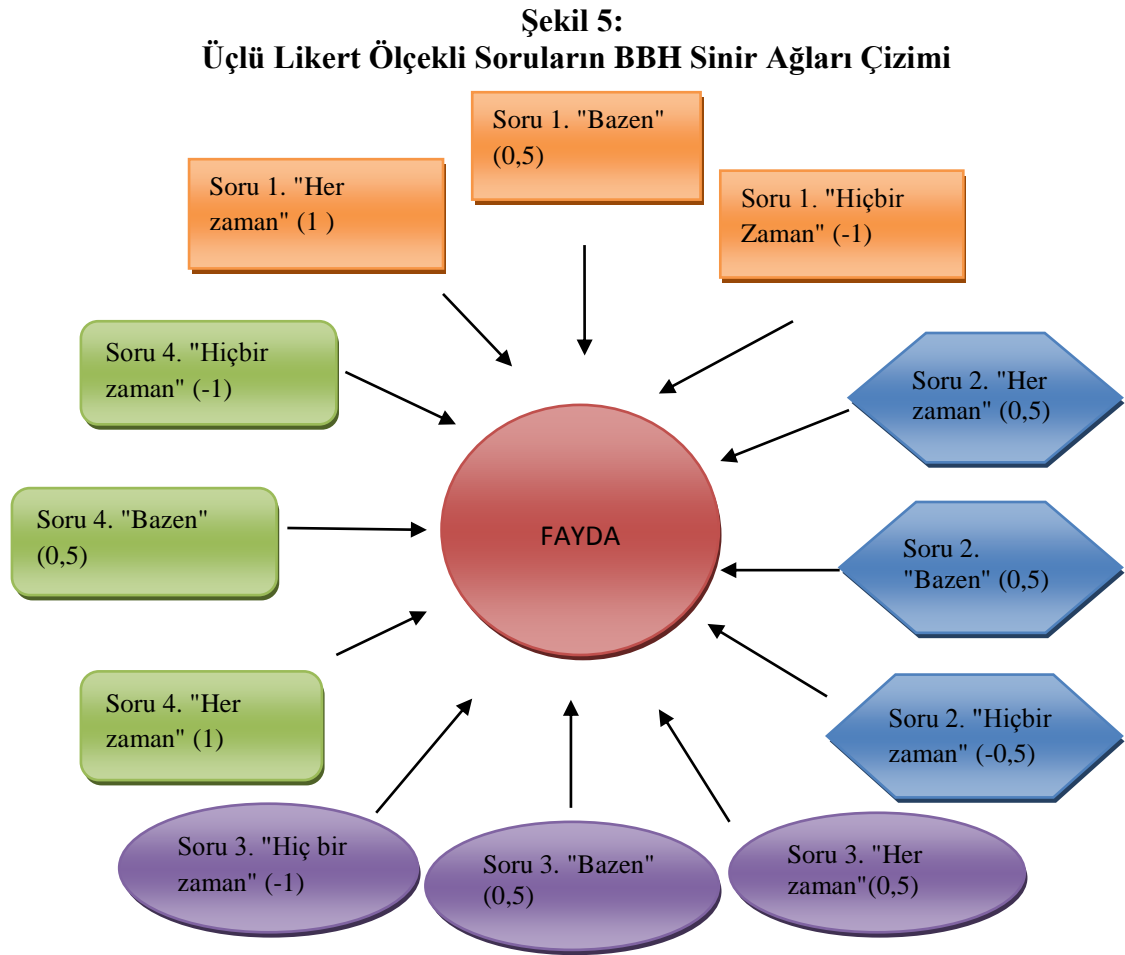 Şekil 5:
Üçlü Likert Ölçekli Soruların BBH Sinir Ağları Çizimi
Soru 1. "Bazen"
(0,5)
Soru 1. "Her
zaman" (1 )
Soru 1. "Hiçbir
Zaman" (-1)
Soru 4. "Hiçbir
zaman" (-1)
Soru 2. "Her
zaman" (0,5)
Soru 4. "Bazen"
(0,5)
FAYDA
Soru 2.
"Bazen" (0,5)
Soru 4. "Her
zaman" (1)
Soru 2. "Hiçbir
zaman" (-0,5)
Soru 3. "Hiç bir
zaman" (-1)
Soru 3. "Bazen"
(0,5)
Soru 3. "Her
zaman"(0,5)